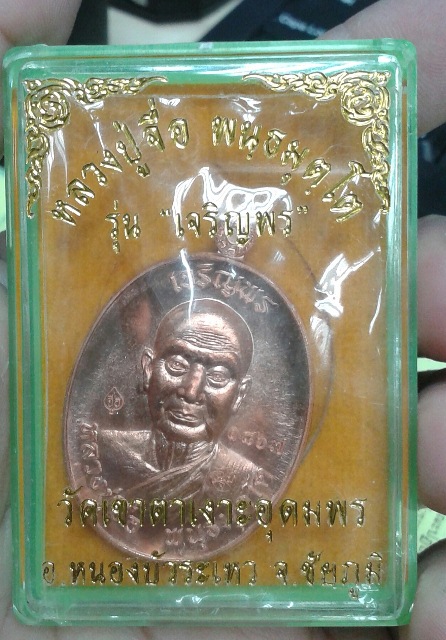 หลวงปู่จื่อ พนฺธมุตฺโต
รุ่น "เจริญพร"
เจริญพร
วัดเขาตาเงาะอุดมพร
อ.หนองบัวระเหว จ.ชัยภูมิ